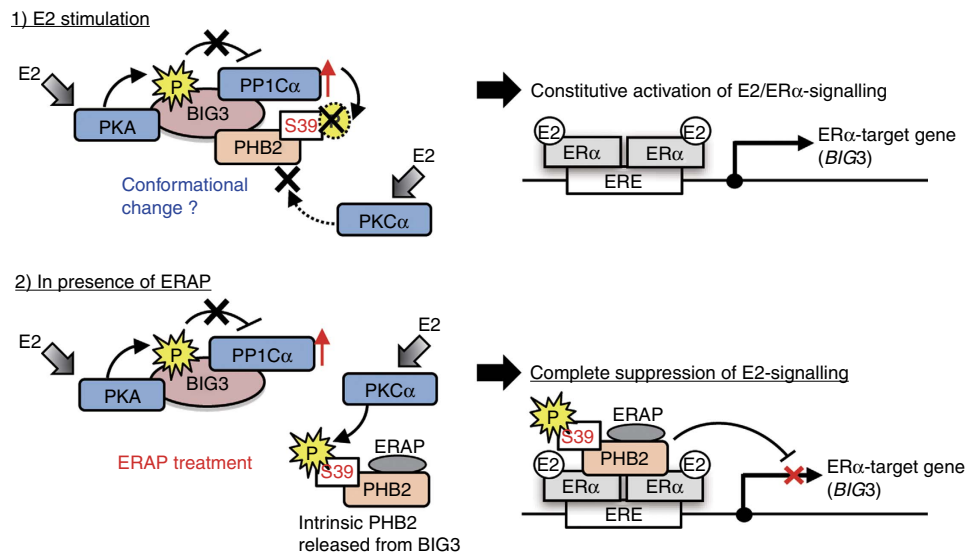 1) E2 stimulation
E2
P
PP1Cα
BIG3
PKA
S39
PHB2
E2
Conformational
change ?
PKCα
Constitutive activation of E2/ERα-signalling
E2
E2
ERα
ERα
ERE
ERα-target gene
(BIG3)
2) In presence of ERAP
E2
P
PP1Cα
BIG3
PKA
E2
PKCα
ERAP treatment
P
S39
ERAP
PHB2
Intrinsic PHB2
released from BIG3
Complete suppression of E2-signalling
P
S39
ERAP
PHB2
E2
E2
ERα
ERα
ERE
ERα-target gene
(BIG3)